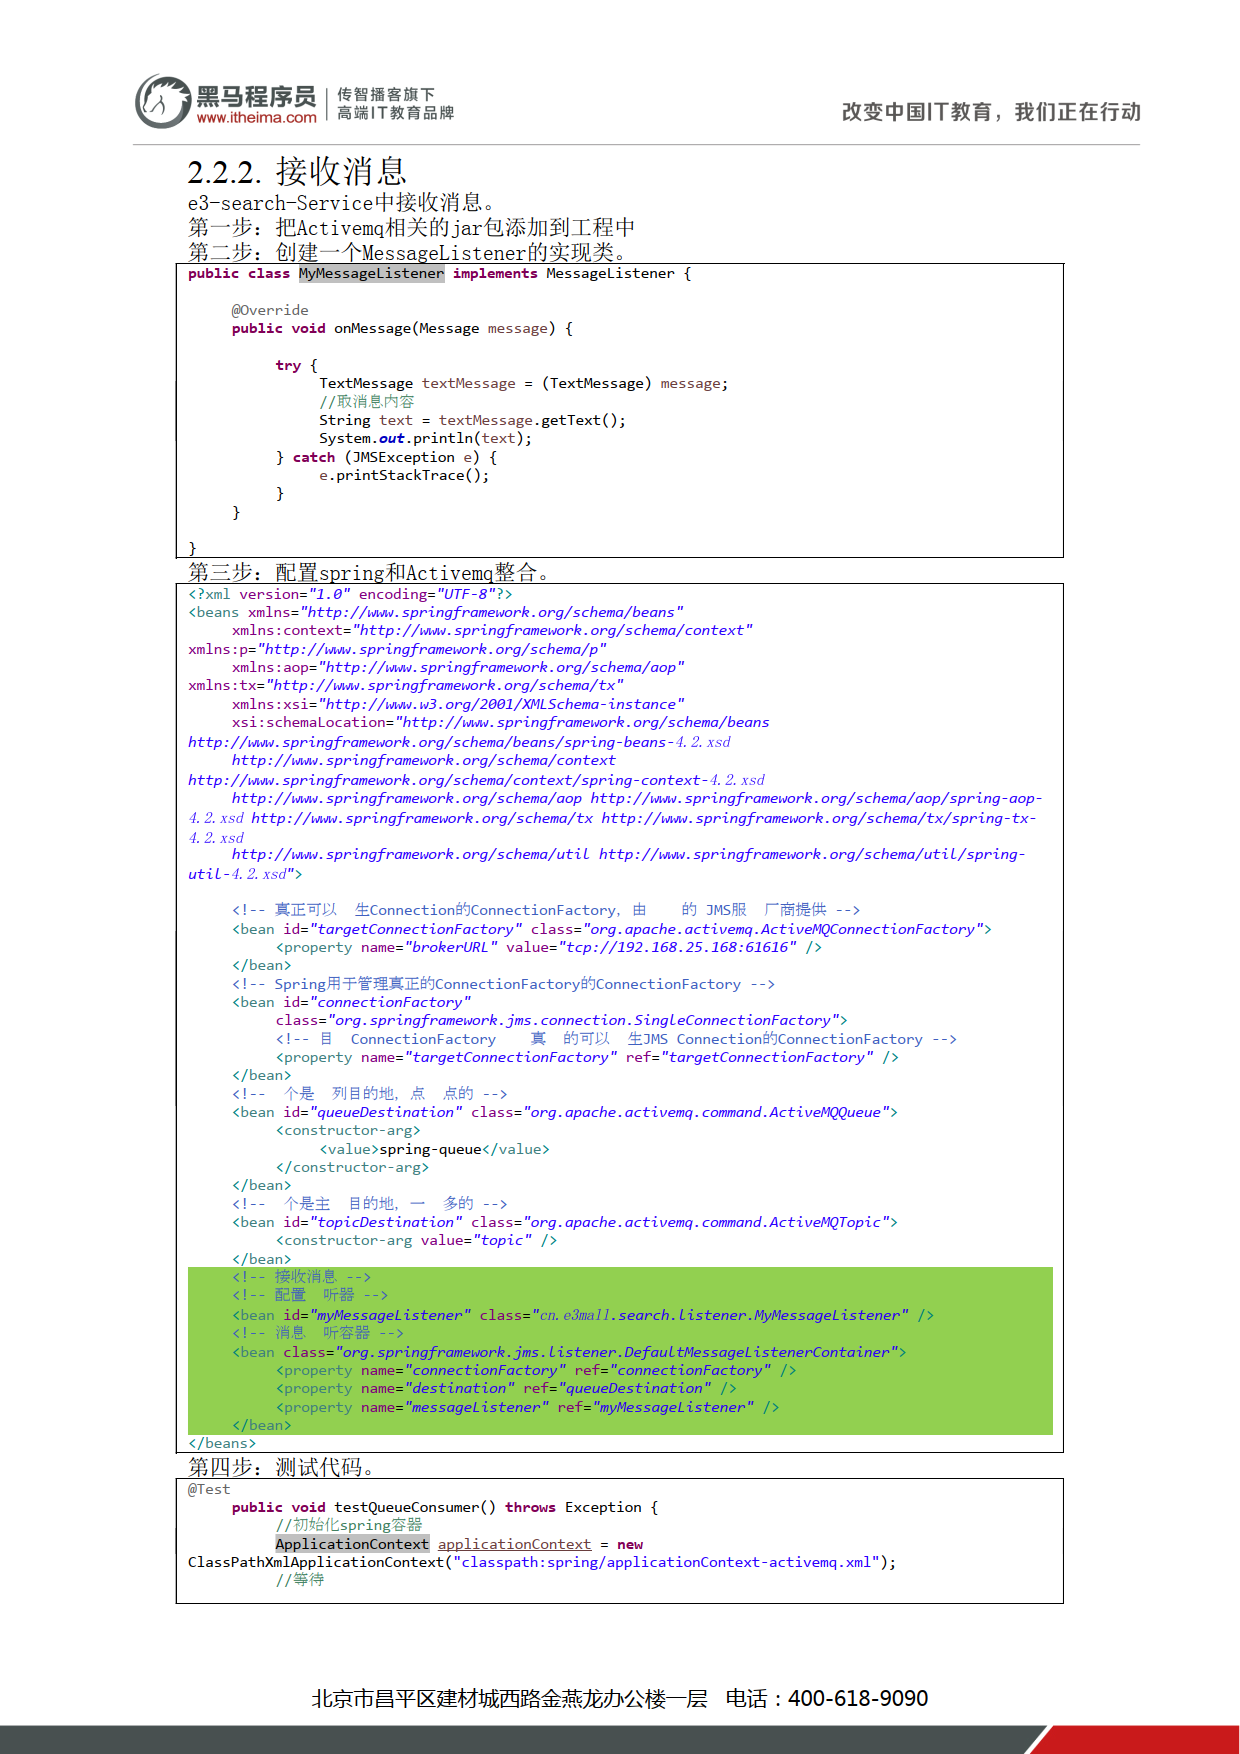 黑马程序员
www.itheima.com
传智播客旗下
高端IT教育品牌
改变中国IT教育，我们正在行动
2.2.2. 接收消息
e3-search-Service中接收消息。
第一步：把Activemq相关的jar包添加到工程中
第二步：创建一个MessageListener的实现类。
public class MyMessageListener implements MessageListener {
@Override
public void onMessage(Message message) {
try {
TextMessage textMessage = (TextMessage) message;
//取消息内容
String text = textMessage.getText();
System.out.println(text);
} catch (JMSException e) {
e.printStackTrace();
}
}
}
第三步：配置spring和Activemq整合。
<?xml version="1.0" encoding="UTF-8"?>
<beans xmlns="http://www.springframework.org/schema/beans"
xmlns:context="http://www.springframework.org/schema/context"
xmlns:p="http://www.springframework.org/schema/p"
xmlns:aop="http://www.springframework.org/schema/aop"
xmlns:tx="http://www.springframework.org/schema/tx"
xmlns:xsi="http://www.w3.org/2001/XMLSchema-instance"
xsi:schemaLocation="http://www.springframework.org/schema/beans
http://www.springframework.org/schema/beans/spring-beans-4.2.xsd
http://www.springframework.org/schema/context
http://www.springframework.org/schema/context/spring-context-4.2.xsd
http://www.springframework.org/schema/aop http://www.springframework.org/schema/aop/spring-aop-
4.2.xsd http://www.springframework.org/schema/tx http://www.springframework.org/schema/tx/spring-tx-
4.2.xsd
http://www.springframework.org/schema/util http://www.springframework.org/schema/util/spring-
util-4.2.xsd">
<!-- 真正可以 生Connection的ConnectionFactory, 由 的 JMS服 厂商提供 -->
<bean id="targetConnectionFactory" class="org.apache.activemq.ActiveMQConnectionFactory">
<property name="brokerURL" value="tcp://192.168.25.168:61616" />
</bean>
<!-- Spring用于管理真正的ConnectionFactory的ConnectionFactory -->
<bean id="connectionFactory"
class="org.springframework.jms.connection.SingleConnectionFactory">
<!-- 目 ConnectionFactory 真 的可以 生JMS Connection的ConnectionFactory -->
<property name="targetConnectionFactory" ref="targetConnectionFactory" />
</bean>
<!-- 个是 列目的地, 点 点的 -->
<bean id="queueDestination" class="org.apache.activemq.command.ActiveMQQueue">
<constructor-arg>
<value>spring-queue</value>
</constructor-arg>
</bean>
<!-- 个是主 目的地, 一 多的 -->
<bean id="topicDestination" class="org.apache.activemq.command.ActiveMQTopic">
<constructor-arg value="topic" />
</bean>
<!-- 接收消息 -->
<!-- 配置 听器 -->
<bean id="myMessageListener" class="cn.e3mall.search.listener.MyMessageListener" />
<!-- 消息 听容器 -->
<bean class="org.springframework.jms.listener.DefaultMessageListenerContainer">
<property name="connectionFactory" ref="connectionFactory" />
<property name="destination" ref="queueDestination" />
<property name="messageListener" ref="myMessageListener" />
</bean>
</beans>
第四步：测试代码。
@Test
public void testQueueConsumer() throws Exception {
//初始化spring容器
ApplicationContext applicationContext = new
ClassPathXmlApplicationContext("classpath:spring/applicationContext-activemq.xml");
//等待
北京市昌平区建材城西路金燕龙办公楼一层 电话：400-618-9090